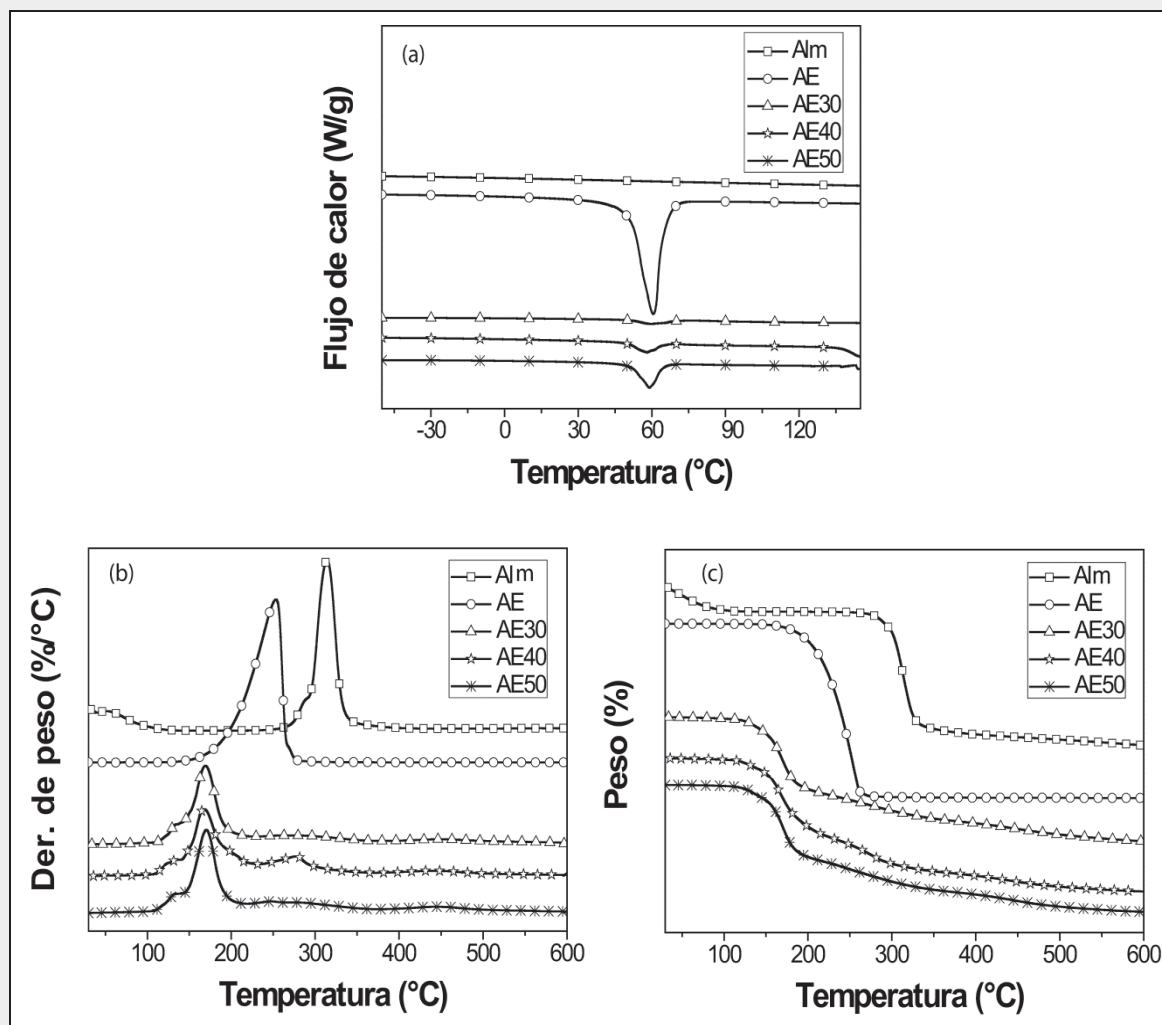 (a)
Alm
AE
AE30
AE40
AE50
Flujo de calor (W/g)
-30 0 30 60 90 120
Temperatura (°C)
(b)
Alm
AE
AE30
AE40
AE50
Der. de peso (%/°C)
100 200 300 400 500 600
Temperatura (°C)
(c)
Alm
AE
AE30
AE40
AE50
Peso (%)
100 200 300 400 500 600
Temperatura (°C)